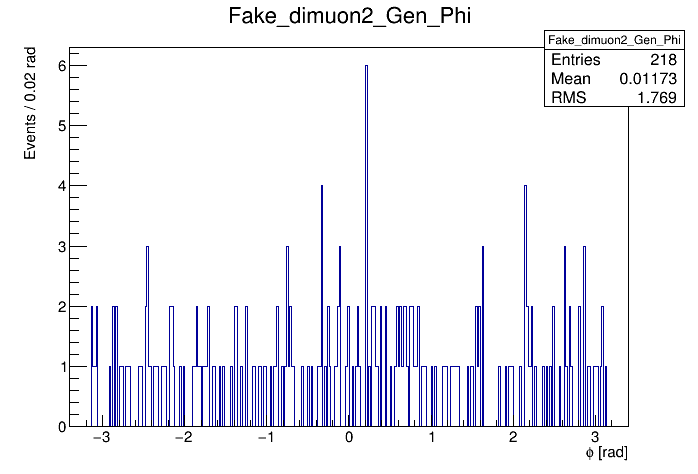 Fake_dimuon2_Gen_Phi
Fake_dimuon2_Gen_Phi
Entries 218
Mean 0.01173
RMS 1.769
Events / 0.02 rad
6
5
4
3
2
1
0
−3 −2 −1 0 1 2 3
ϕ [rad]